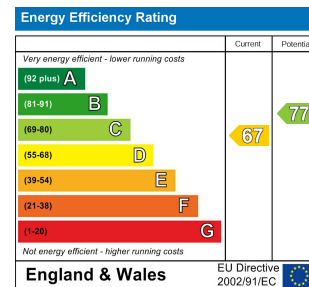 Energy Efficiency Rating
Current Potentia
Very energy efficient - lower running costs
(92 plus) A
(81-91) B
(69-80) C
(55-68) D
(39-54) E
(21-38) F
(1-20) G
67
77
Not energy efficient - higher running costs
England & Wales
EU Directive
2002/91/EC